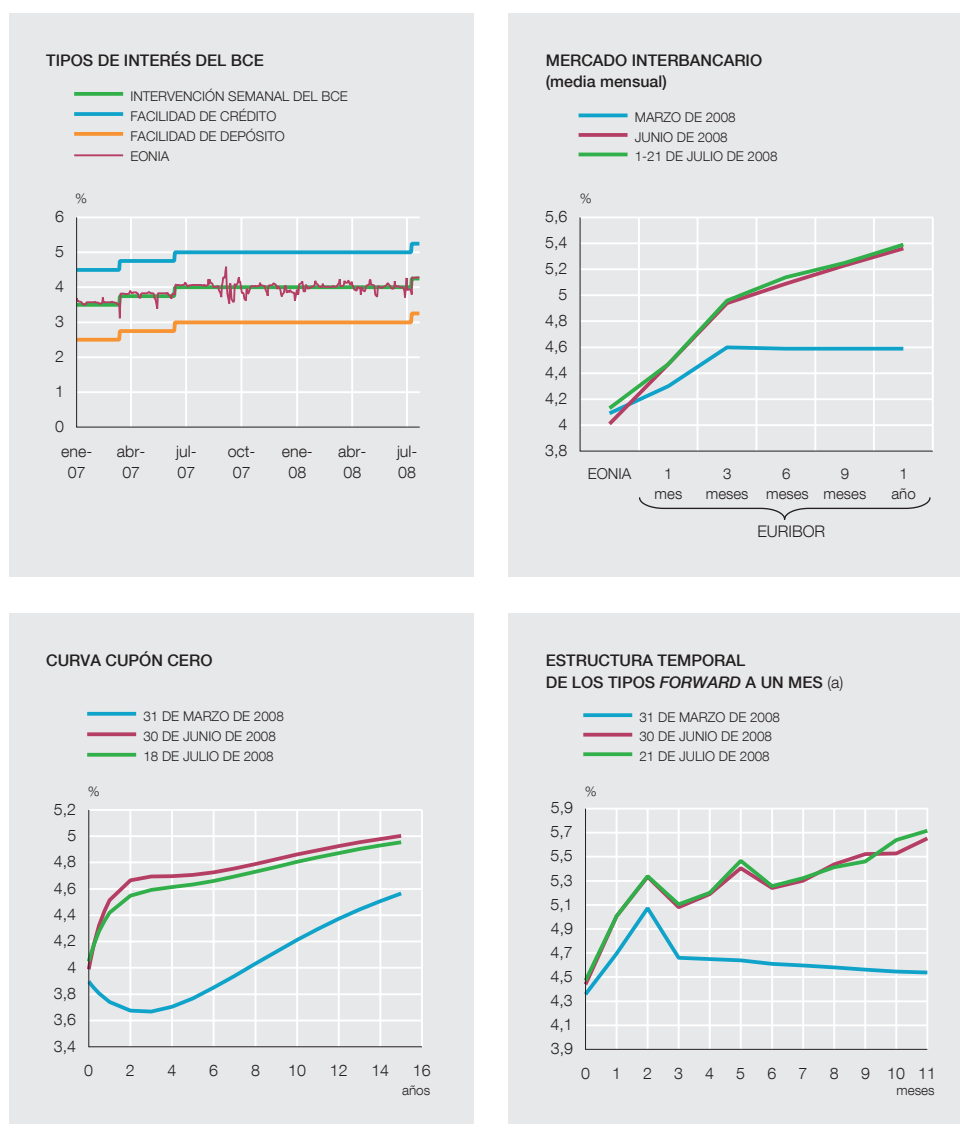 TIPOS DE INTERÉS DEL BCE
INTERVENCIÓN SEMANAL DEL BCE
FACILIDAD DE CRÉDITO
FACILIDAD DE DEPÓSITO
EONIA
%
6
5
4
3
2
1
0
ene- abr- jul- oct- ene- abr- jul-
07 07 07 07 08 08 08
MERCADO INTERBANCARIO
(media mensual)
MARZO DE 2008
JUNIO DE 2008
1-21 DE JULIO DE 2008
%
5,6
5,4
5,2
5
4,8
4,6
4,4
4,2
4
3,8
EONIA 1 3 6 9 1
mes meses meses meses año
EURIBOR
CURVA CUPÓN CERO
31 DE MARZO DE 2008
30 DE JUNIO DE 2008
18 DE JULIO DE 2008
%
5,2
5
4,8
4,6
4,4
4,2
4
3,8
3,6
3,4
0 2 4 6 8 10 12 14 16
años
ESTRUCTURA TEMPORAL
DE LOS TIPOS FORWARD A UN MES (a)
31 DE MARZO DE 2008
30 DE JUNIO DE 2008
21 DE JULIO DE 2008
%
5,9
5,7
5,5
5,3
5,1
4,9
4,7
4,5
4,3
4,1
3,9
0 1 2 3 4 5 6 7 8 9 10 11
meses